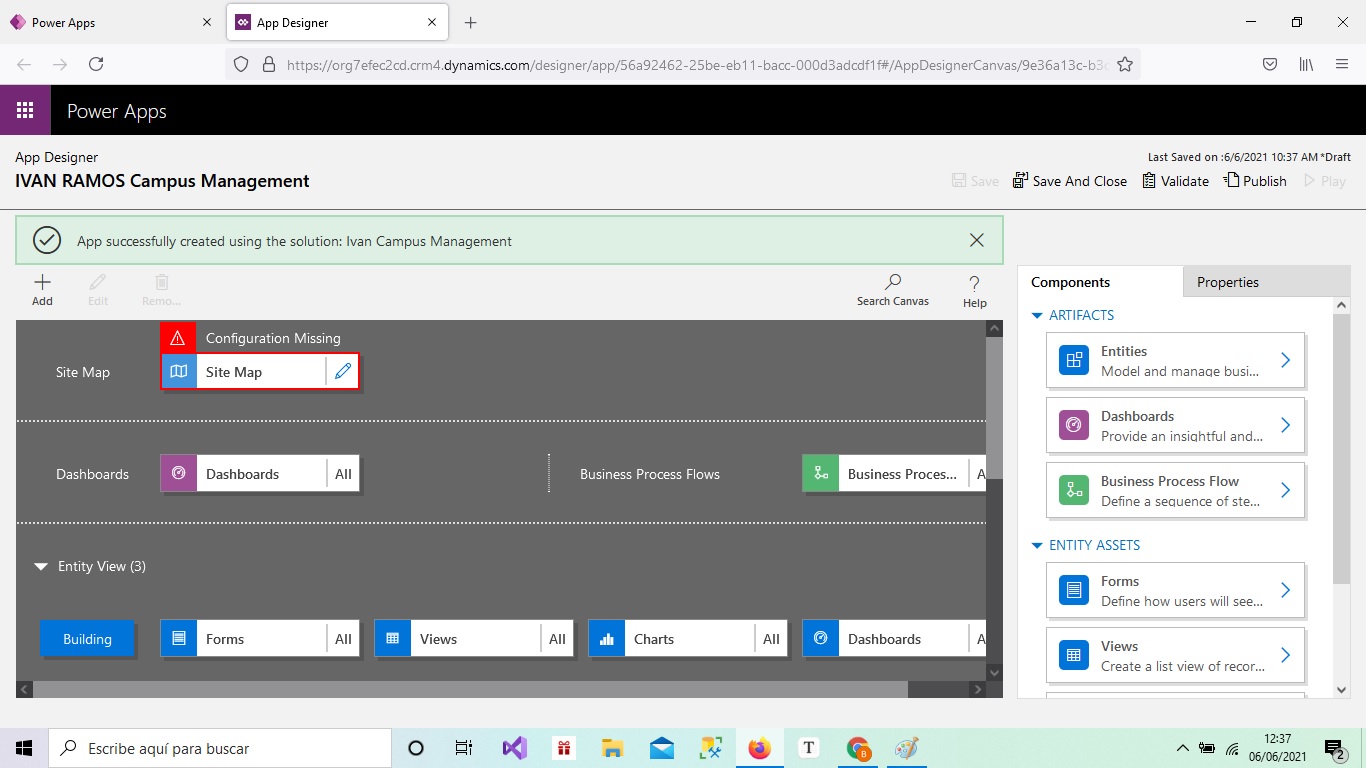 Power Apps
App Designer
https://org7efec2cd.crm4.dynamics.com/designer/app/56a92462-25be-eb11-bacc-000d3adcdf1f#/AppDesignerCanvas/9e36a13c-b3c
Power Apps
App Designer
IVAN RAMOS Campus Management
Last Saved on :6/6/2021 10:37 AM *Draft
Save
Save And Close
Validate
Publish
Play
App successfully created using the solution: Ivan Campus Management
Add
Edit
Remo...
Search Canvas
Help
Configuration Missing
Site Map
Site Map
Dashboards
Dashboards
All
Business Process Flows
Business Proces...
A
Entity View (3)
Building
Forms
All
Views
All
Charts
All
Dashboards
A
Components
Properties
ARTIFACTS
Entities
Model and manage busi...
Dashboards
Provide an insightful and...
Business Process Flow
Define a sequence of ste...
ENTITY ASSETS
Forms
Define how users will see...
Views
Create a list view of recor...
Escribe aquí para buscar
T
B
12:37
06/06/2021
2